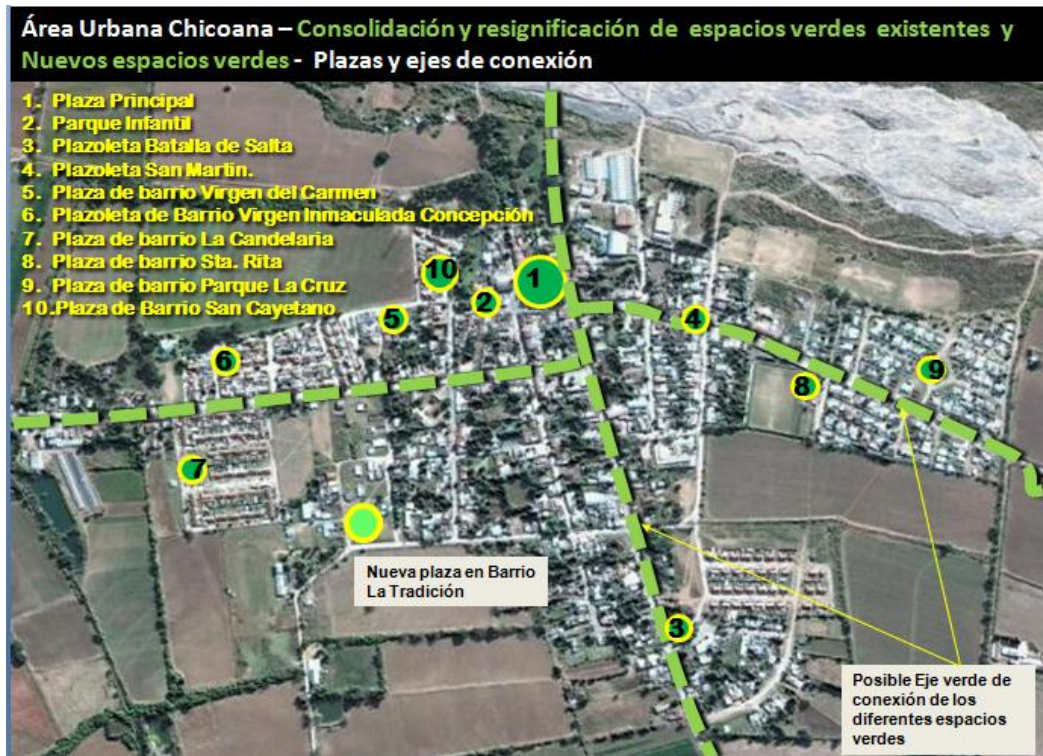 Área Urbana Chicoana – Consolidación y resignificación de espacios verdes existentes y
Nuevos espacios verdes - Plazas y ejes de conexión
1. Plaza Principal
2. Parque Infantil
3. Plazoleta Batalla de Salta
4. Plazoleta San Martin.
5. Plaza de barrio Virgen del Carmen
6. Plazoleta de Barrio Virgen Inmaculada Concepción
7. Plaza de barrio La Candelaria
8. Plaza de barrio Sta. Rita
9. Plaza de barrio Parque La Cruz
10.Plaza de Barrio San Cayetano
10
1
2
5
4
6
8
9
7
Nueva plaza en Barrio
La Tradición
3
Posible Eje verde de
conexión de los
diferentes espacios
verdes